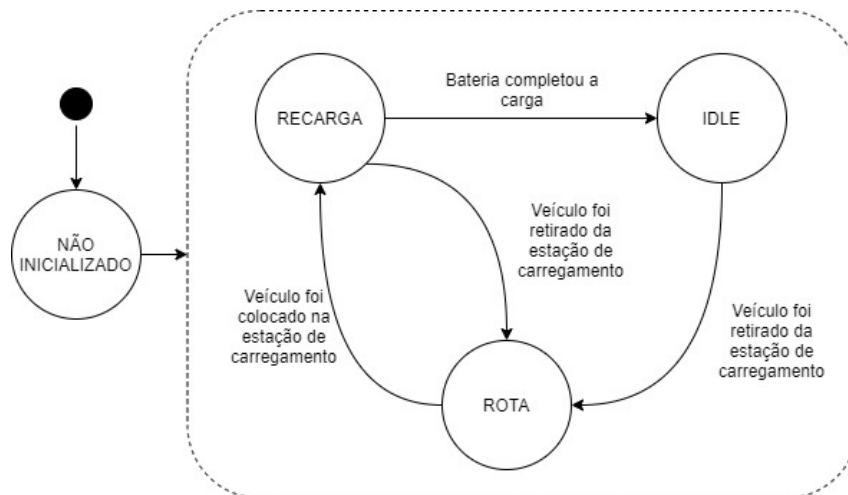 Bateria completou a
carga
RECARGA
IDLE
NÃO
INICIALIZADO
Veículo foi
retirado da
estação de
carregamento
Veículo foi
colocado na
estação de
carregamento
Veículo foi
retirado da
estação de
carregamento
ROTA